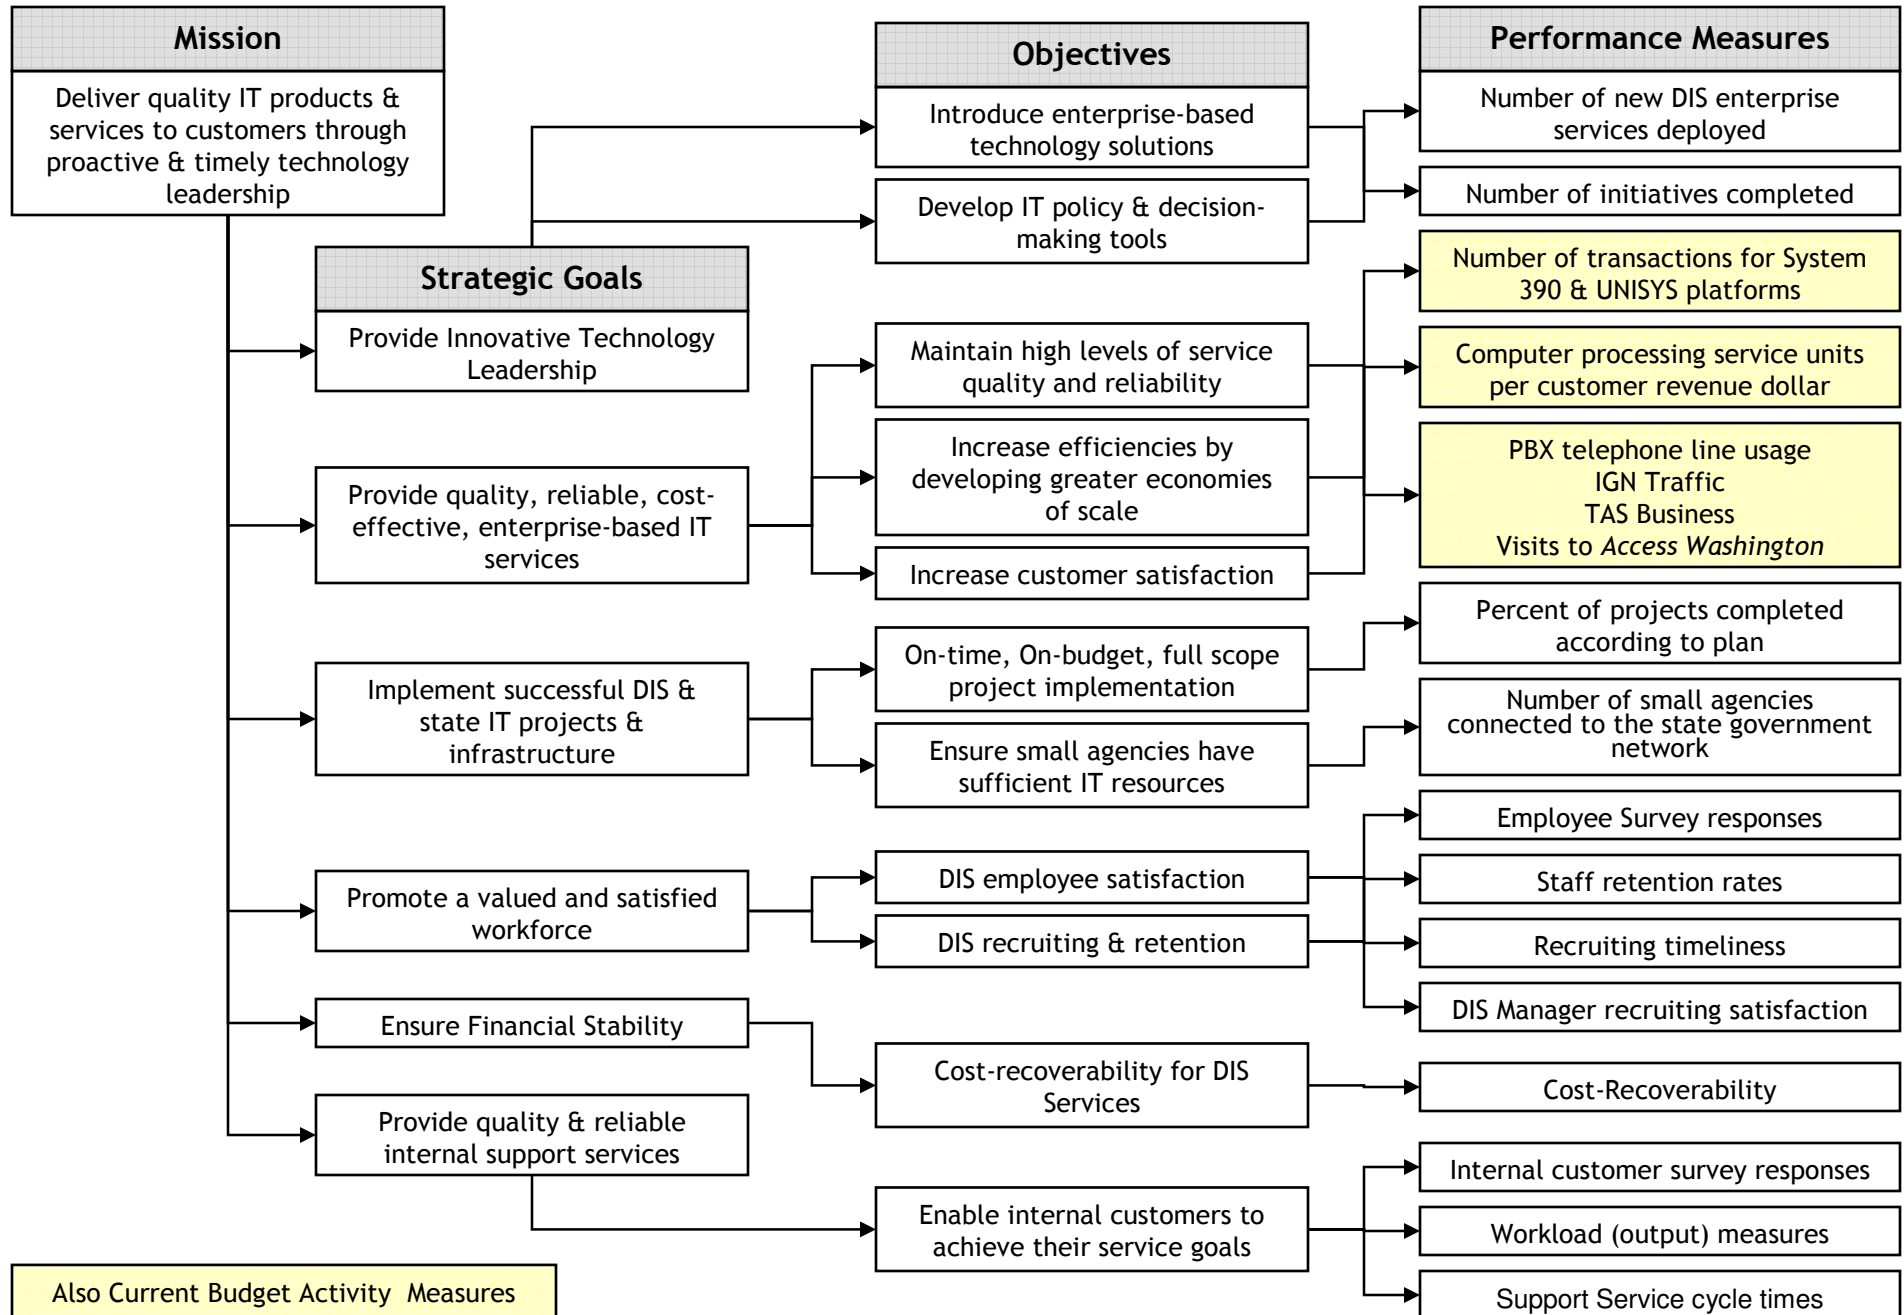 Mission
Deliver quality IT products &
services to customers through
proactive & timely technology
leadership
Strategic Goals
Provide Innovative Technology
Leadership
Provide quality, reliable, cost-
effective, enterprise-based IT
services
Implement successful DIS &
state IT projects &
infrastructure
Promote a valued and satisfied
workforce
Ensure Financial Stability
Provide quality & reliable
internal support services
Objectives
Introduce enterprise-based
technology solutions
Develop IT policy & decision-
making tools
Maintain high levels of service
quality and reliability
Increase efficiencies by
developing greater economies
of scale
Increase customer satisfaction
On-time, On-budget, full scope
project implementation
Ensure small agencies have
sufficient IT resources
DIS employee satisfaction
DIS recruiting & retention
Cost-recoverability for DIS
Services
Enable internal customers to
achieve their service goals
Performance Measures
Number of new DIS enterprise
services deployed
Number of initiatives completed
Number of transactions for System
390 & UNISYS platforms
Computer processing service units
per customer revenue dollar
PBX telephone line usage
IGN Traffic
TAS Business
Visits to Access Washington
Percent of projects completed
according to plan
Number of small agencies
connected to the state government
network
Employee Survey responses
Staff retention rates
Recruiting timeliness
DIS Manager recruiting satisfaction
Cost-Recoverability
Internal customer survey responses
Workload (output) measures
Support Service cycle times
Also Current Budget Activity  Measures